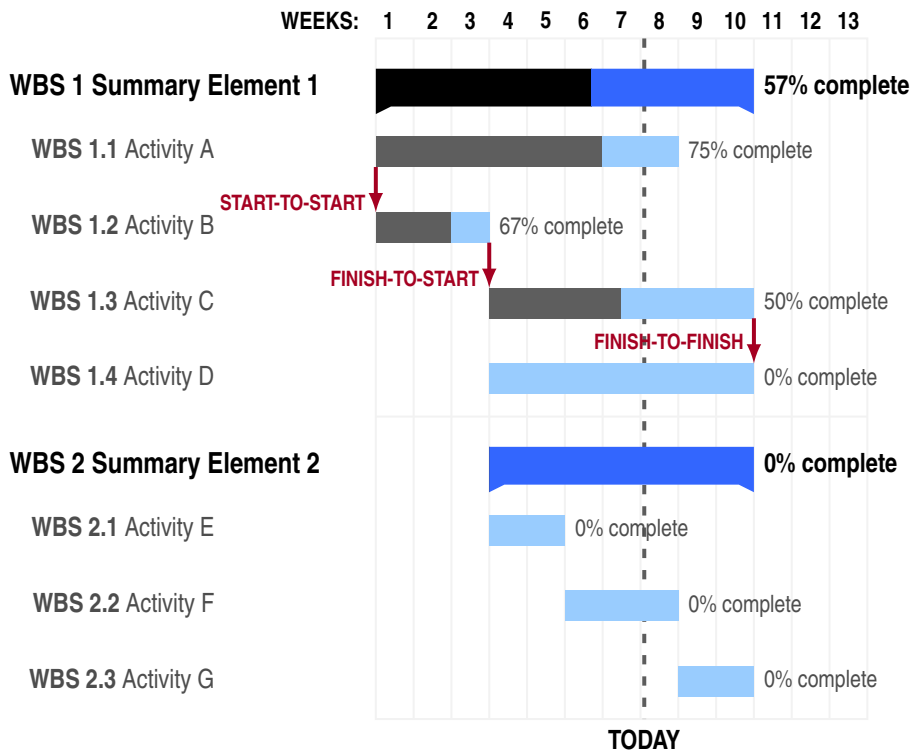 WEEKS: 1 2 3 4 5 6 7 8 9 10 11 12 13
WBS 1 Summary Element 1 57% complete
WBS 1.1 Activity A 75% complete
START-TO-START
WBS 1.2 Activity B 67% complete
FINISH-TO-START
WBS 1.3 Activity C 50% complete
FINISH-TO-FINISH
WBS 1.4 Activity D 0% complete
WBS 2 Summary Element 2 0% complete
WBS 2.1 Activity E 0% complete
WBS 2.2 Activity F 0% complete
WBS 2.3 Activity G 0% complete
TODAY